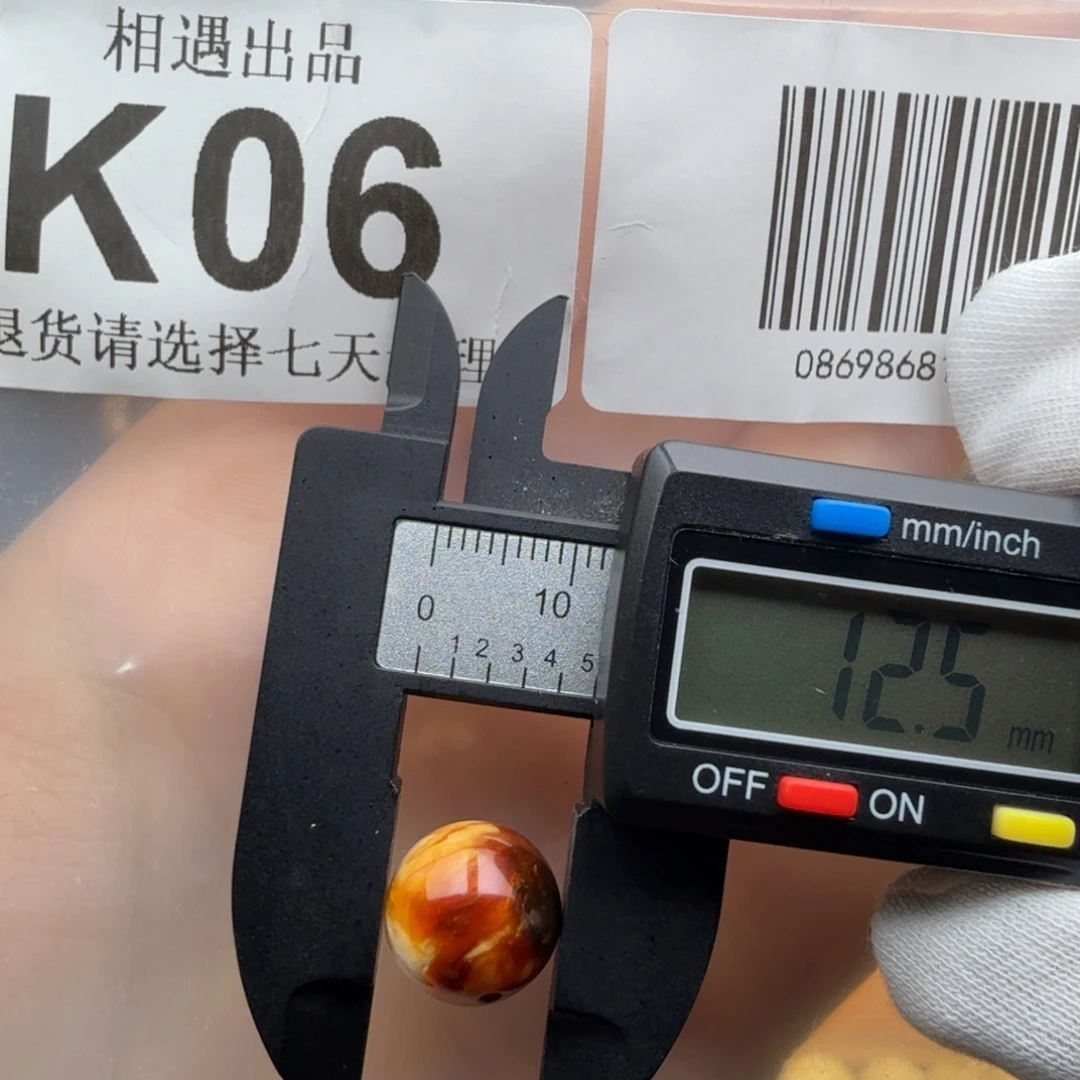 相遇出品
K06
退货请选择七天 理
0869868
mm/inch
0 10
1 2 3 4 5
12.5 mm
OFF ON